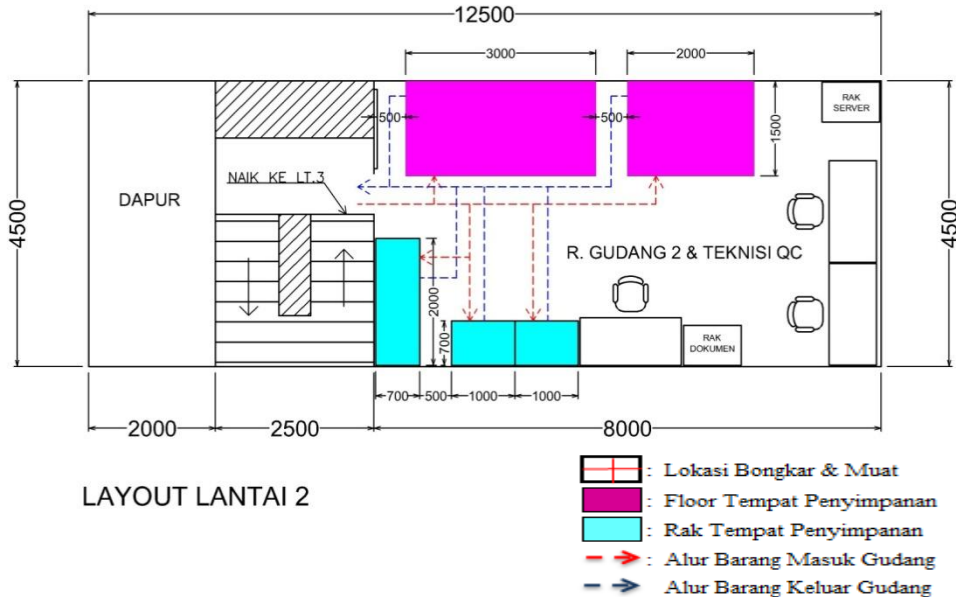 12500
3000
2000
500
500
1500
RAK
SERVER
NAIK KE LT.3
DAPUR
4500
4500
R. GUDANG 2 & TEKNISI QC
2000
700
RAK
DOKUMEN
700
500
1000
1000
2000
2500
8000
LAYOUT LANTAI 2
: Lokasi Bongkar & Muat
: Floor Tempat Penyimpanan
: Rak Tempat Penyimpanan
: Alur Barang Masuk Gudang
: Alur Barang Keluar Gudang